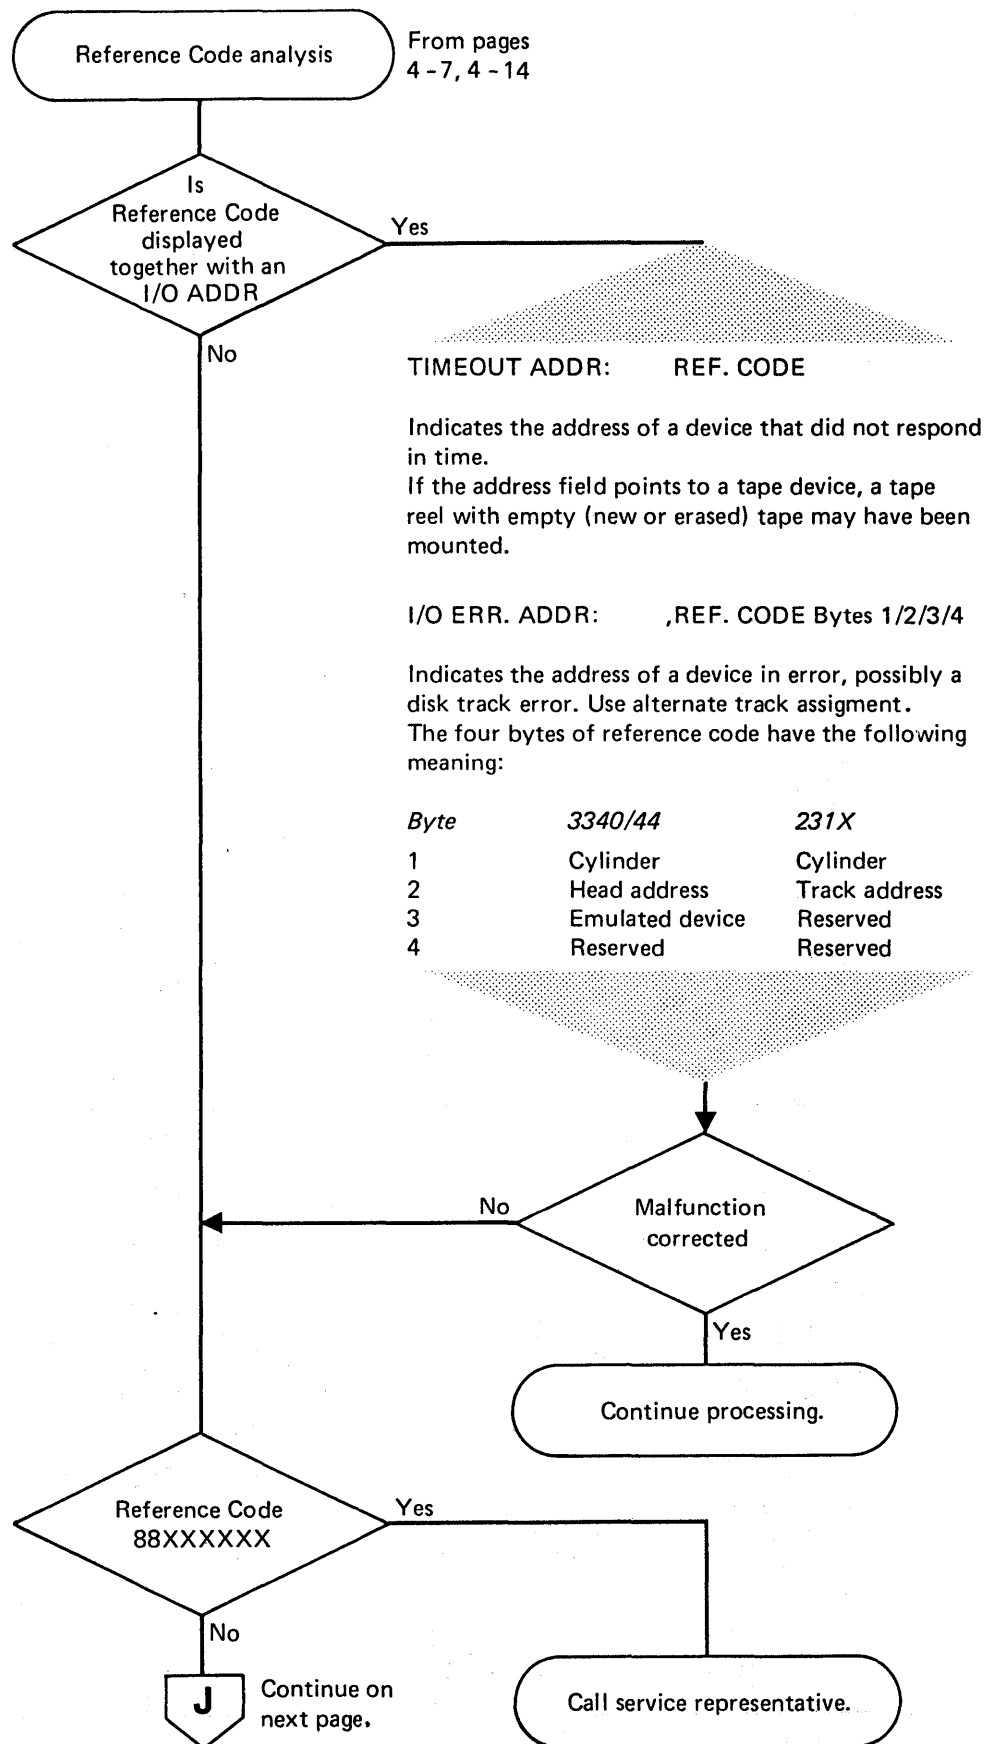 Reference Code analysis
From pages
4-7, 4-14
Is
Reference Code
displayed
together with an
I/O ADDR
Yes
No
TIMEOUT ADDR: REF. CODE
Indicates the address of a device that did not respond
in time.
If the address field points to a tape device, a tape
reel with empty (new or erased) tape may have been
mounted.
I/O ERR. ADDR: ,REF. CODE Bytes 1/2/3/4
Indicates the address of a device in error, possibly a
disk track error. Use alternate track assigment.
The four bytes of reference code have the following
meaning:
Byte 3340/44 231X
1 Cylinder Cylinder
2 Head address Track address
3 Emulated device Reserved
4 Reserved Reserved
Malfunction
corrected
No
Yes
Continue processing.
Reference Code
88XXXXXX
Yes
No
J
Continue on
next page.
Call service representative.